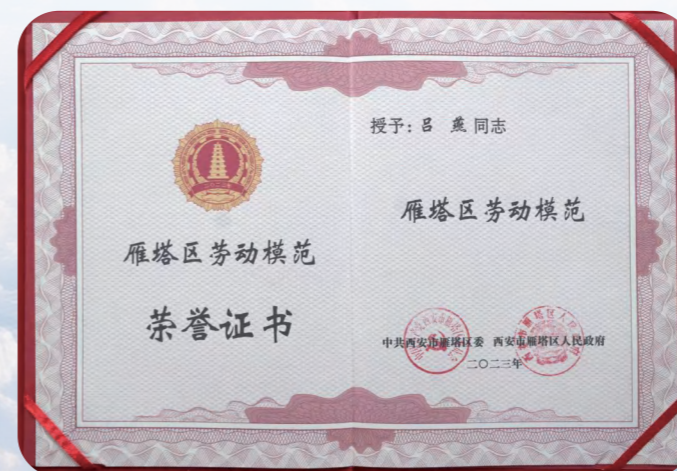 雁塔区劳动模范
荣誉证书
授予：吕 燕 同志
雁塔区劳动模范
中共西安市雁塔区委 西安市雁塔区人民政府
二〇二三年